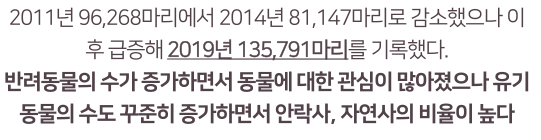 2011년 96,268마리에서 2014년 81,147마리로 감소했으나 이
후 급증해 2019년 135,791마리를 기록했다.
반려동물의 수가 증가하면서 동물에 대한 관심이 많아졌으나 유기
동물의 수도 꾸준히 증가하면서 안락사, 자연사의 비율이 높다